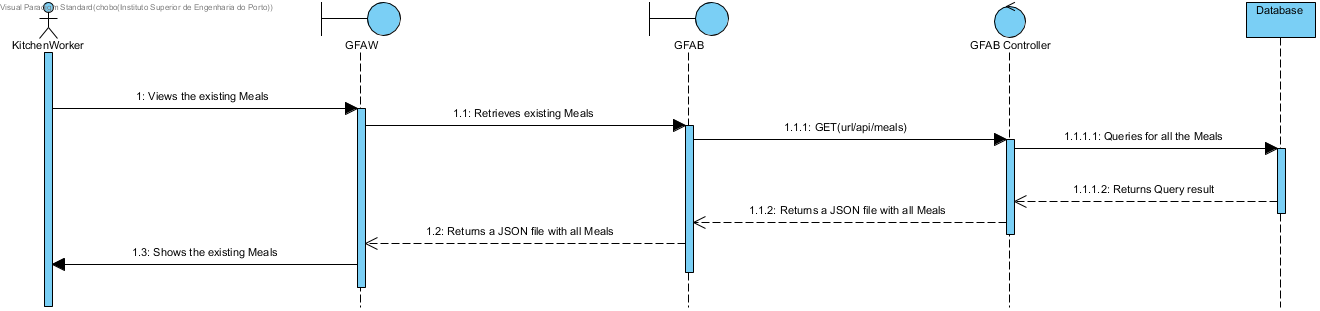 Visual Paradigm Standard(chobo(Instituto Superior de Engenharia do Porto))
KitchenWorker
GFAW
GFAB
GFAB Controller
Database
1: Views the existing Meals
1.1: Retrieves existing Meals
1.1.1: GET(url/api/meals)
1.1.1.1: Queries for all the Meals
1.1.1.2: Returns Query result
1.1.2: Returns a JSON file with all Meals
1.2: Returns a JSON file with all Meals
1.3: Shows the existing Meals